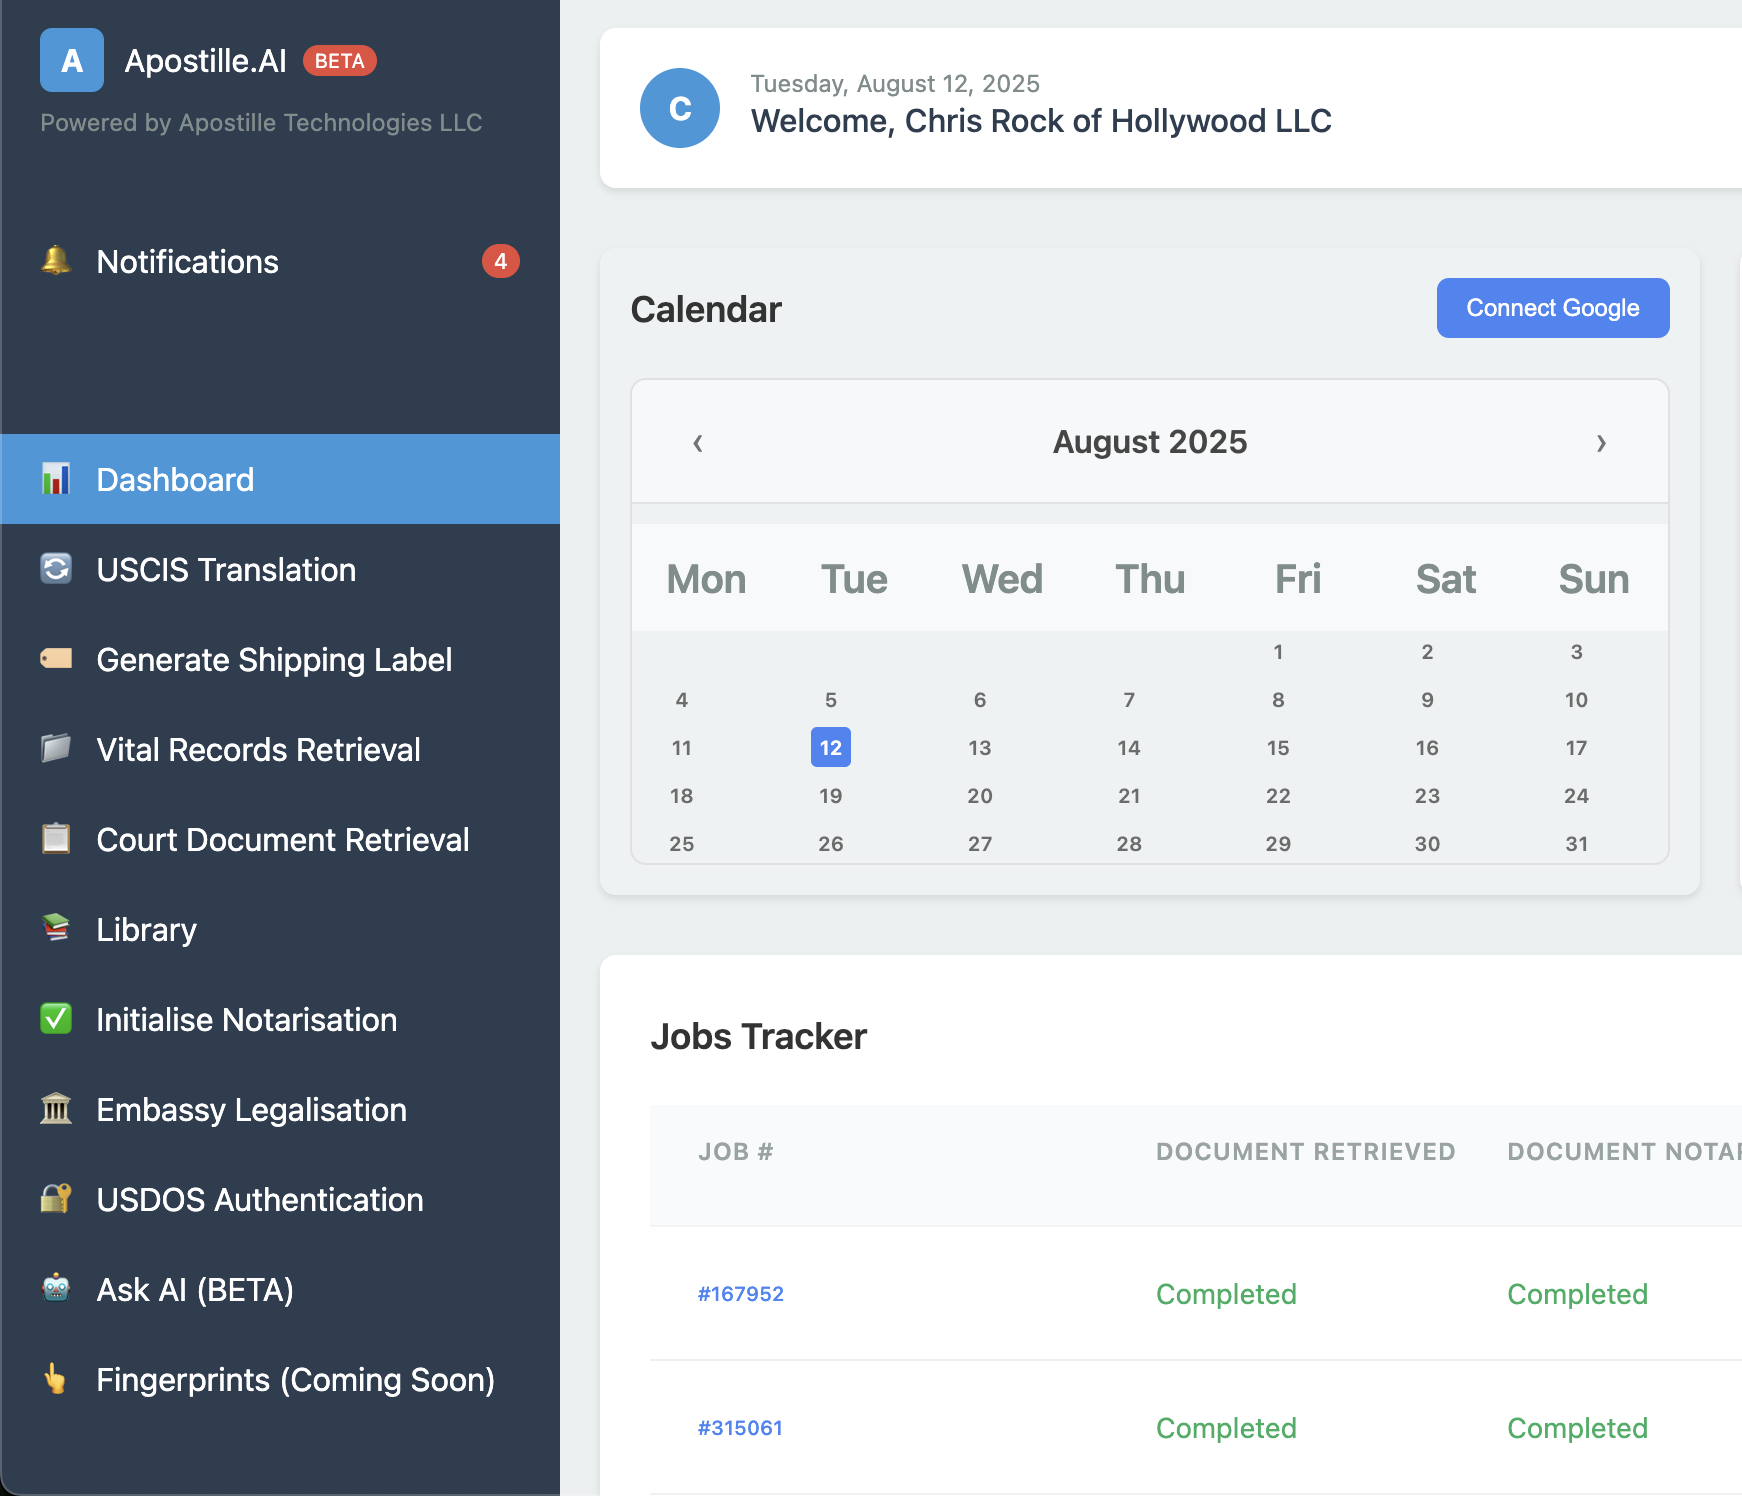 A
Apostille.AI BETA
Powered by Apostille Technologies LLC
Notifications 4
Dashboard
USCIS Translation
Generate Shipping Label
Vital Records Retrieval
Court Document Retrieval
Library
Initialise Notarisation
Embassy Legalisation
USDOS Authentication
Ask AI (BETA)
Fingerprints (Coming Soon)
C
Tuesday, August 12, 2025
Welcome, Chris Rock of Hollywood LLC
Calendar
Connect Google
‹ August 2025 ›
Mon Tue Wed Thu Fri Sat Sun
1 2 3
4 5 6 7 8 9 10
11 12 13 14 15 16 17
18 19 20 21 22 23 24
25 26 27 28 29 30 31
Jobs Tracker
JOB # DOCUMENT RETRIEVED DOCUMENT
#167952 Completed Completed
#315061 Completed Completed